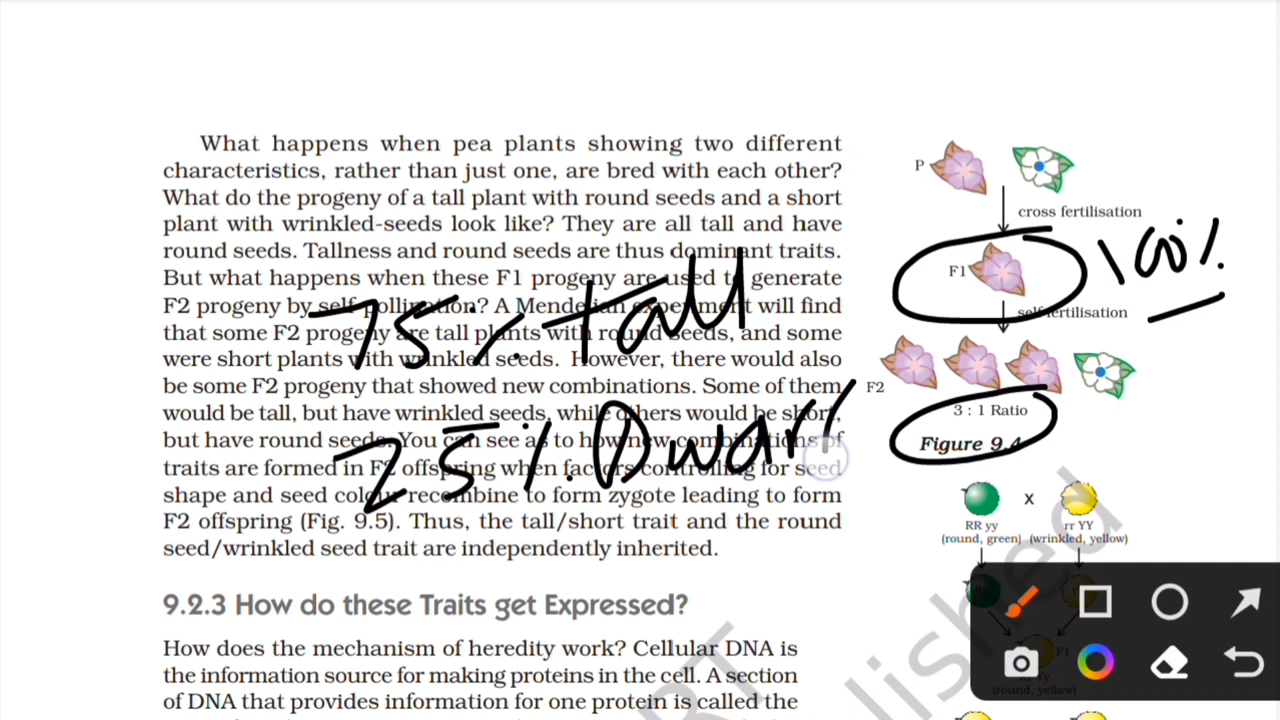 What happens when pea plants showing two different
characteristics, rather than just one, are bred with each other?
What do the progeny of a tall plant with round seeds and a short
plant with wrinkled-seeds look like? They are all tall and have
round seeds. Tallness and round seeds are thus dominant traits.
But what happens when these F1 progeny are used to generate
F2 progeny by self-pollination? A Mendelian experiment will find
that some F2 progeny are tall plants with round seeds, and some
were short plants with wrinkled seeds. However, there would also
be some F2 progeny that showed new combinations. Some of them
would be tall, but have wrinkled seeds, while others would be short,
but have round seeds. You can see as to how new combinations of
traits are formed in F2 offspring when factors controlling for seed
shape and seed colour recombine to form zygote leading to form
F2 offspring (Fig. 9.5). Thus, the tall/short trait and the round
seed/wrinkled seed trait are independently inherited.
75% tall
25% Dwarf
9.2.3 How do these Traits get Expressed?
How does the mechanism of heredity work? Cellular DNA is
the information source for making proteins in the cell. A section
of DNA that provides information for one protein is called the
P
cross fertilisation
F1
100%
self fertilisation
F2
3 : 1 Ratio
Figure 9.4
x
RR yy rr YY
(round, green) (wrinkled, yellow)
F1
(round, yellow)
lished